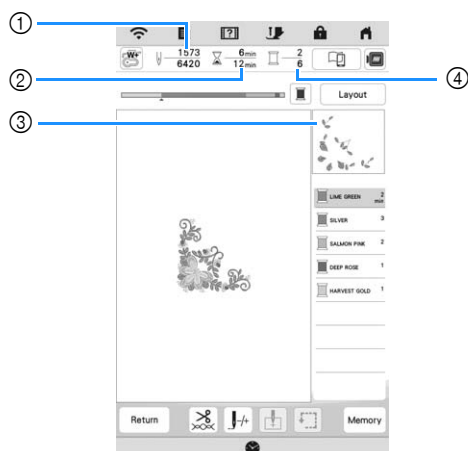 ①
?
W+ 1573 6min 2
② 6420 12min 6 ④
Layout
③
LIME GREEN 2 min
SILVER 3
SALMON PINK 2
DEEP ROSE 1
HARVEST GOLD 1
Return -/+ Memory